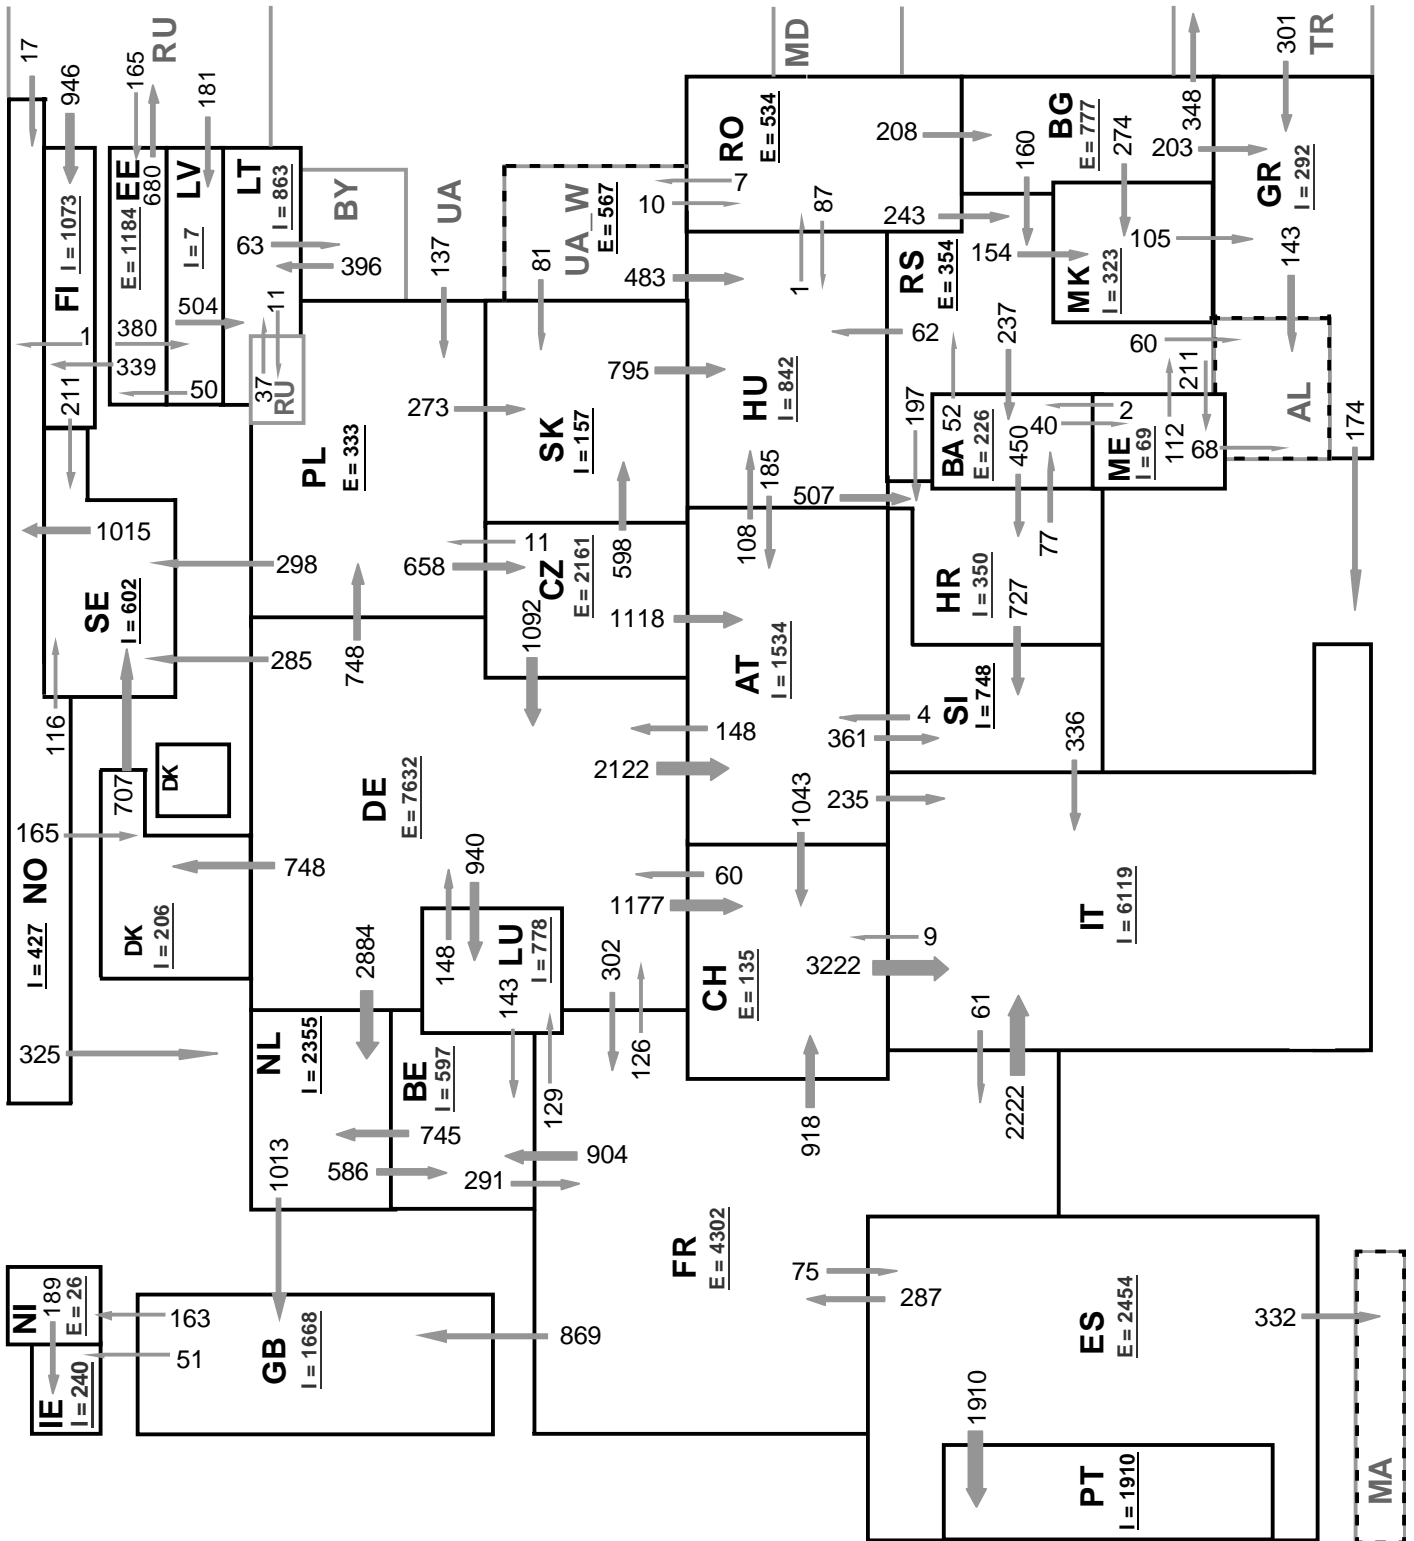 17
946
165
RU
181
MD
301
TR
348
FI
I = 1073
EE
E = 1184
680
LV
I = 7
LT
I = 863
BY
UA
137
UA_W
E = 567
81
RO
E = 534
208
7
10
87
1
243
BG
E = 777
160
274
203
GR
I = 292
63
396
483
RS
E = 354
154
MK
I = 323
105
143
1
380
339
504
50
11
37
RU
211
273
795
HU
I = 842
62
237
60
AL
174
PL
E = 333
SK
I = 157
197
BA
E = 226
52
450
40
2
77
ME
I = 69
112
211
68
1015
298
SE
I = 602
285
116
658
11
CZ
E = 2161
598
108
185
507
HR
I = 350
727
748
1092
1118
AT
I = 1534
148
2122
4
361
SI
I = 748
336
707
DK
165
NO
I = 427
DK
I = 206
748
DE
E = 7632
148
940
60
1177
1043
235
325
2884
LU
I = 778
143
302
126
129
CH
E = 135
9
3222
918
IT
I = 6119
61
2222
NL
I = 2355
BE
I = 597
745
586
904
291
1013
NI
E = 26
189
163
51
IE
I = 240
GB
I = 1668
869
FR
E = 4302
75
287
ES
E = 2454
332
1910
PT
I = 1910
MA